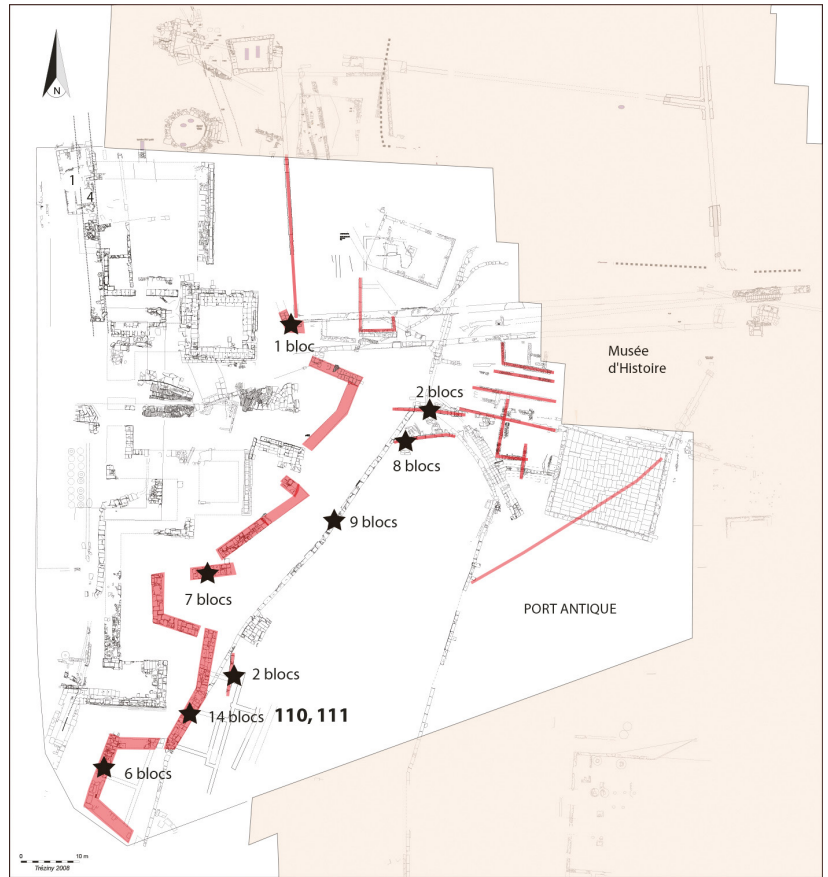 N
1
4
1 bloc
Musée
d'Histoire
2 blocs
8 blocs
9 blocs
7 blocs
PORT ANTIQUE
2 blocs
14 blocs 110, 111
6 blocs
0 10 m
Tréziny 2008